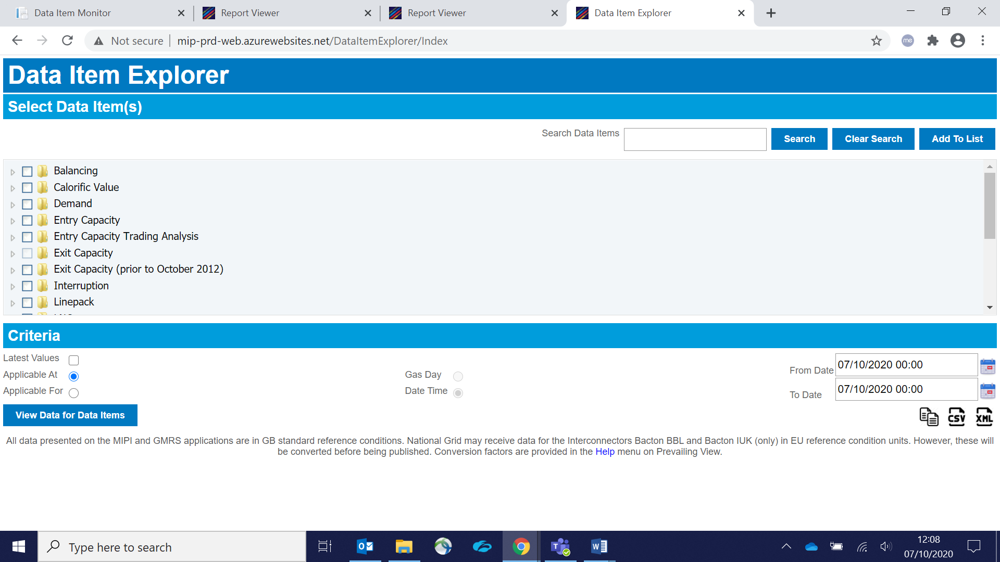 Data Item Monitor
Report Viewer
Report Viewer
Data Item Explorer
Not secure
mip-prd-web.azurewebsites.net/DataItemExplorer/Index
me
Data Item Explorer
Select Data Item(s)
Search Data Items
Search
Clear Search
Add To List
Balancing
Calorific Value
Demand
Entry Capacity
Entry Capacity Trading Analysis
Exit Capacity
Exit Capacity (prior to October 2012)
Interruption
Linepack
Criteria
Latest Values
Applicable At
Gas Day
From Date 07/10/2020 00:00
Applicable For
Date Time
To Date 07/10/2020 00:00
View Data for Data Items
CSV
XML
All data presented on the MIPI and GMRS applications are in GB standard reference conditions. National Grid may receive data for the Interconnectors Bacton BBL and Bacton IUK (only) in EU reference condition units. However, these will
be converted before being published. Conversion factors are provided in the Help menu on Prevailing View.
Type here to search
12:08
07/10/2020